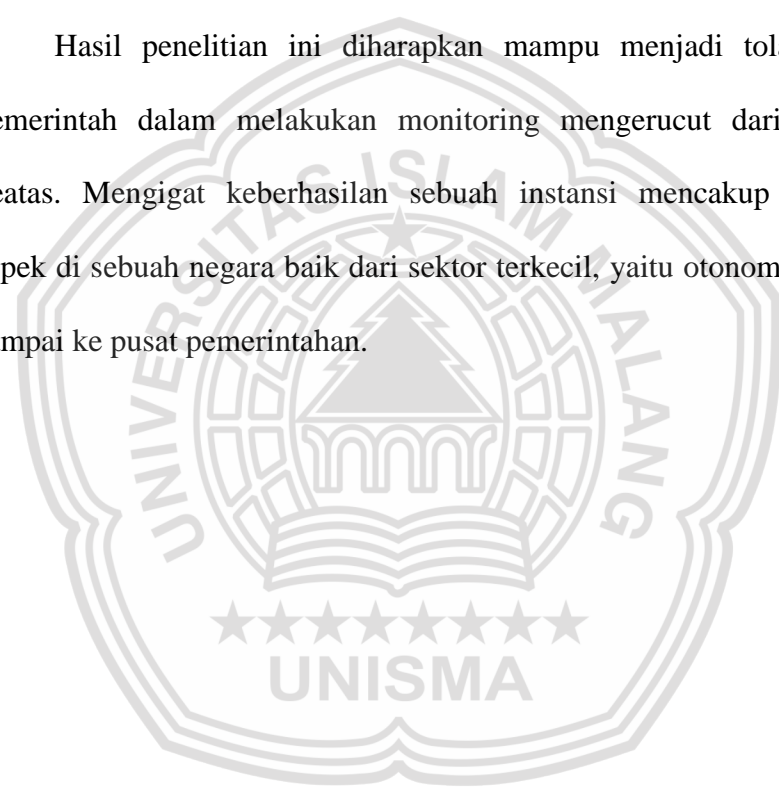 Hasil penelitian ini diharapkan mampu menjadi tol
emerintah dalam melakukan monitoring mengerucut dari
eatas. Mengigat keberhasilan sebuah instansi mencakup
pek di sebuah negara baik dari sektor terkecil, yaitu otonom
mpai ke pusat pemerintahan.
UNIVERSITAS ISLAM MALANG
UNISMA